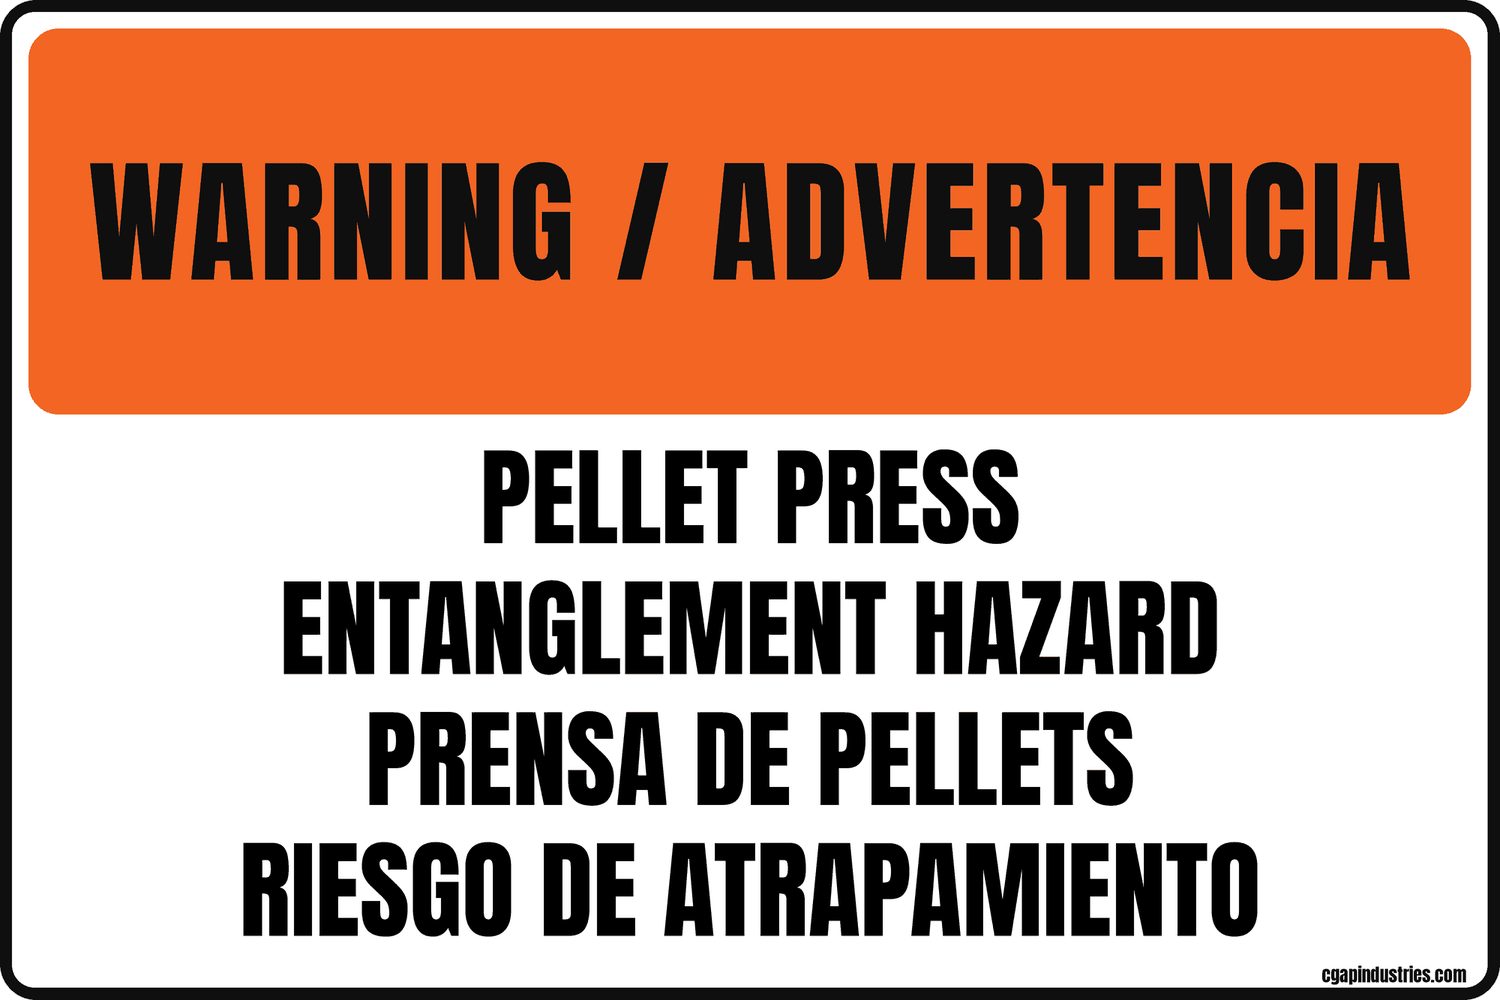 WARNING / ADVERTENCIA
PELLET PRESS
ENTANGLEMENT HAZARD
PRENSA DE PELLETS
RIESGO DE ATRAPAMIENTO
cgapindustries.com